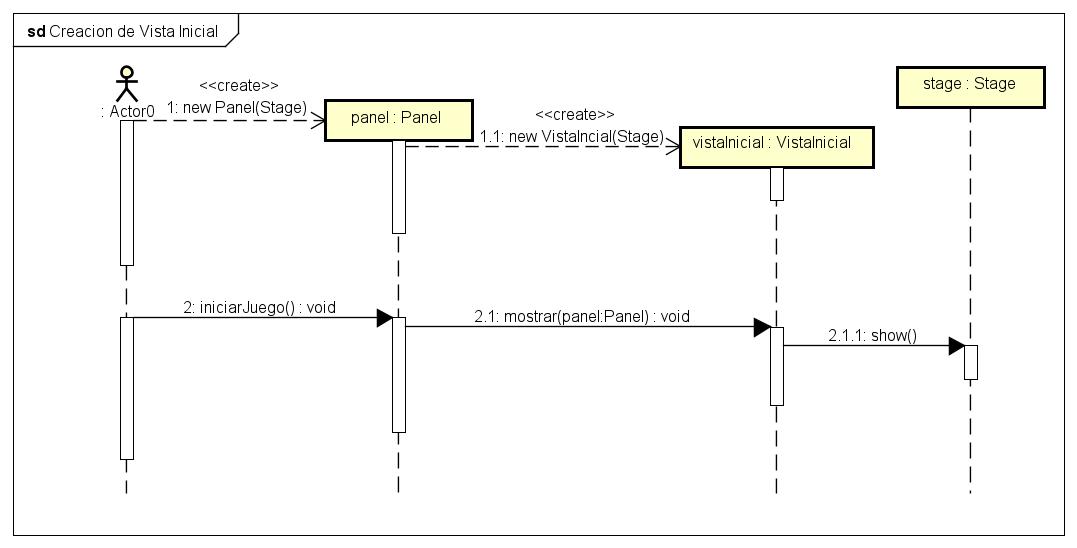 sd Creacion de Vista Inicial
: Actor0
<<create>>
1: new Panel(Stage)
panel : Panel
<<create>>
1.1: new VistaIncial(Stage)
vistaInicial : VistaInicial
stage : Stage
2: iniciarJuego() : void
2.1: mostrar(panel:Panel) : void
2.1.1: show()